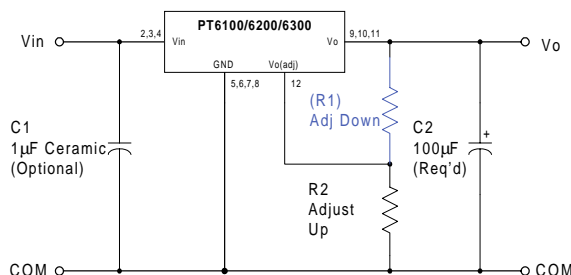 PT6100/6200/6300
Vin
2,3,4
Vin
Vo
9,10,11
Vo
GND
Vo(adj)
5,6,7,8
12
(R1)
Adj Down
C1
1µF Ceramic
(Optional)
C2
100µF
(Req'd)
+
R2
Adjust
Up
COM
COM